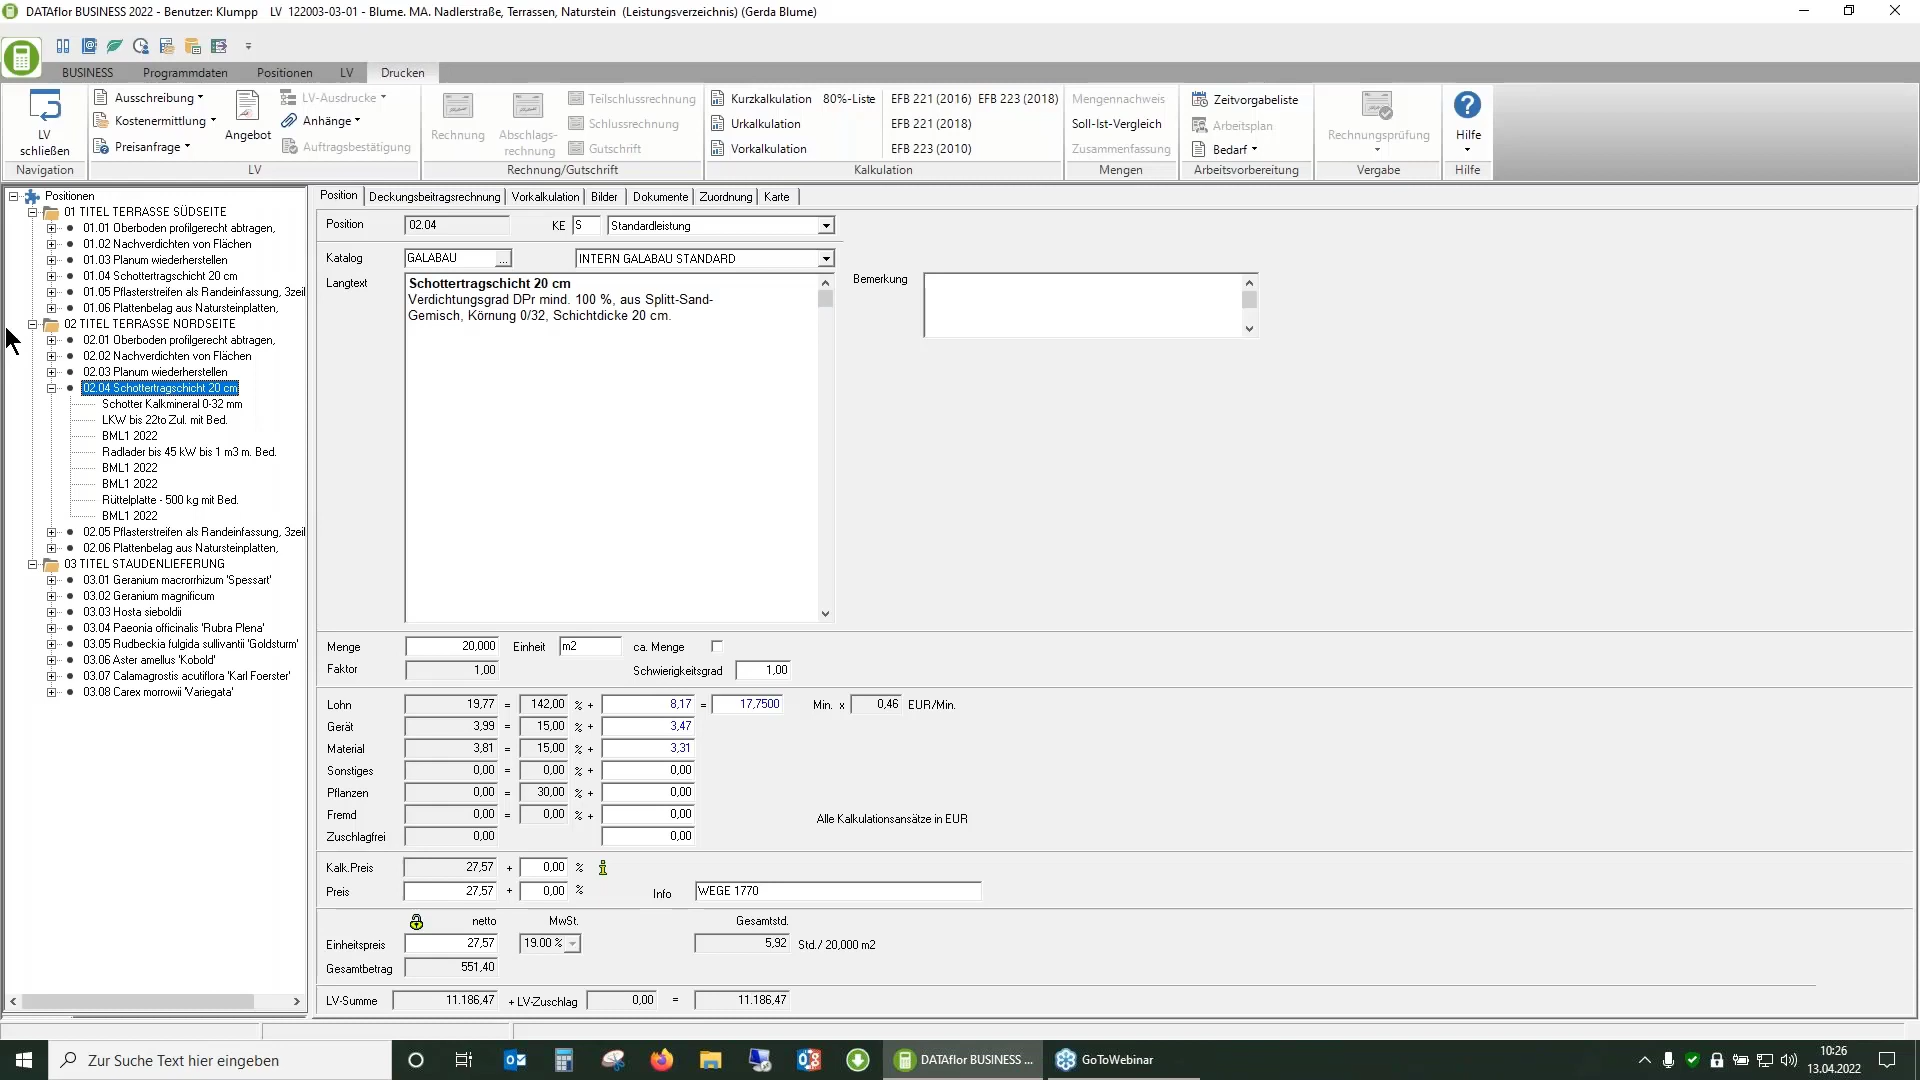 DATAflor BUSINESS 2022 - Benutzer: Klumpp    LV  122003-03-01 - Blume. MA. Nadlerstraße, Terrassen, Naturstein  (Leistungsverzeichnis) (Gerda Blume)
BUSINESS  Programmdaten  Positionen  LV  Drucken
LV schließen
Navigation
Ausschreibung
Kostenermittlung
Preisanfrage
Angebot
LV-Ausdrucke
Anhänge
Auftragsbestätigung
LV
Rechnung
Abschlags-
rechnung
Teilschlussrechnung
Schlussrechnung
Gutschrift
Rechnung/Gutschrift
Kurzkalkulation  80%-Liste  EFB 221 (2016)  EFB 223 (2018)
Urkalkulation  EFB 221 (2018)
Vorkalkulation  EFB 223 (2010)
Kalkulation
Mengennachweis
Soll-Ist-Vergleich
Zusammenfassung
Mengen
Zeitvorgabeliste
Arbeitsplan
Bedarf
Arbeitsvorbereitung
Rechnungsprüfung
Vergabe
Hilfe
Hilfe
Positionen
01 TITEL TERRASSE SÜDSEITE
01.01 Oberboden profilgerecht abtragen,
01.02 Nachverdichten von Flächen
01.03 Planum wiederherstellen
01.04 Schottertragschicht 20 cm
01.05 Pflasterstreifen als Randeinfassung, 3zeil
01.06 Plattenbelag aus Natursteinplatten,
02 TITEL TERRASSE NORDSEITE
02.01 Oberboden profilgerecht abtragen,
02.02 Nachverdichten von Flächen
02.03 Planum wiederherstellen
02.04 Schottertragschicht 20 cm
Schotter Kalkmineral 0-32 mm
LKW bis 22to Zul. mit Bed.
BML1 2022
Radlader bis 45 kW bis 1 m3 m. Bed.
BML1 2022
BML1 2022
Rüttelplatte - 500 kg mit Bed.
BML1 2022
02.05 Pflasterstreifen als Randeinfassung, 3zeil
02.06 Plattenbelag aus Natursteinplatten,
03 TITEL STAUDENLIEFERUNG
03.01 Geranium macrorrhizum 'Spessart'
03.02 Geranium magnificum
03.03 Hosta sieboldii
03.04 Paeonia officinalis 'Rubra Plena'
03.05 Rudbeckia fulgida sullivantii 'Goldsturm'
03.06 Aster amellus 'Kobold'
03.07 Calamagrostis acutiflora 'Karl Foerster'
03.08 Carex morrowii 'Variegata'
Position  Deckungsbeitragsrechnung  Vorkalkulation  Bilder  Dokumente  Zuordnung  Karte
Position  02.04  KE  S  Standardleistung
Katalog  GALABAU  ...  INTERN GALABAU STANDARD
Langtext  Schottertragschicht 20 cm
Verdichtungsgrad DPr mind. 100 %, aus Splitt-Sand-
Gemisch, Körnung 0/32, Schichtdicke 20 cm.
Bemerkung
Menge  20,000  Einheit  m2  ca. Menge
Faktor  1,00  Schwierigkeitsgrad  1,00
Lohn  19,77  =  142,00  % +  8,17  =  17,7500  Min.  x  0,46  EUR/Min.
Gerät  3,99  =  15,00  % +  3,47
Material  3,81  =  15,00  % +  3,31
Sonstiges  0,00  =  0,00  % +  0,00
Pflanzen  0,00  =  30,00  % +  0,00
Fremd  0,00  =  0,00  % +  0,00  Alle Kalkulationsansätze in EUR
Zuschlagfrei  0,00  0,00
Kalk.Preis  27,57  +  0,00  %
Preis  27,57  +  0,00  %  Info  WEGE 1770
netto  MwSt.  Gesamtstd.
Einheitspreis  27,57  19.00 %  5,92  Std./ 20,000 m2
Gesamtbetrag  551,40
LV-Summe  11.186,47  + LV-Zuschlag  0,00  =  11.186,47
Zur Suche Text hier eingeben
DATAflor BUSINESS ...
GoToWebinar
10:26
13.04.2022